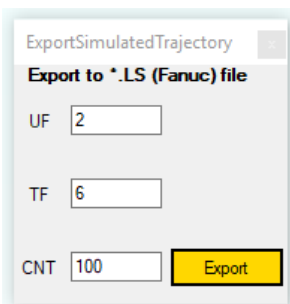 ExportSimulatedTrajectory x
Export to *.LS (Fanuc) file
UF 2
TF 6
CNT 100 Export